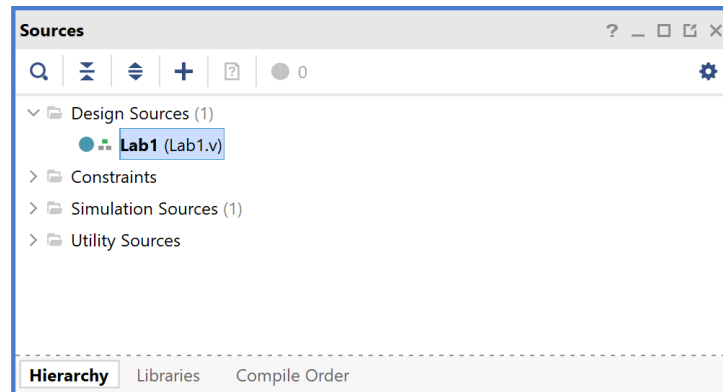 Sources
0
Design Sources (1)
Lab1 (Lab1.v)
Constraints
Simulation Sources (1)
Utility Sources
Hierarchy Libraries Compile Order